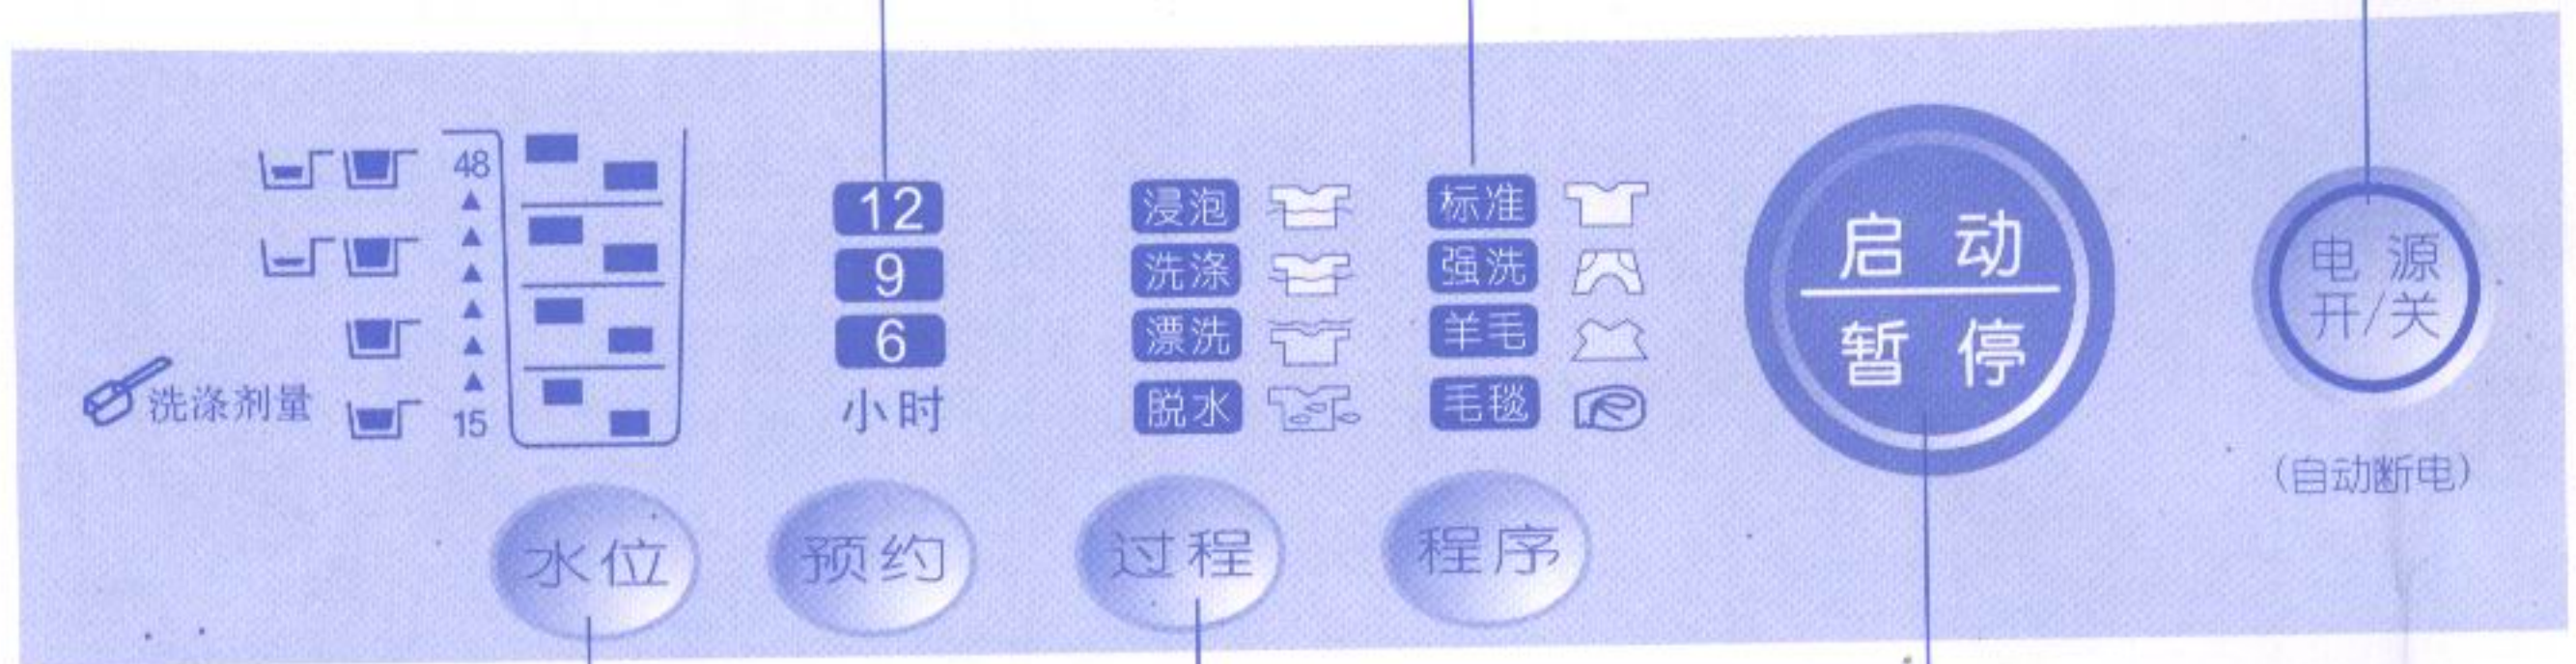 48
15
洗涤剂量
水位
12
9
6
小时
预约
浸泡
洗涤
漂洗
脱水
过程
标准
强洗
羊毛
毛毯
程序
启动
暂停
电源
开/关
(自动断电)